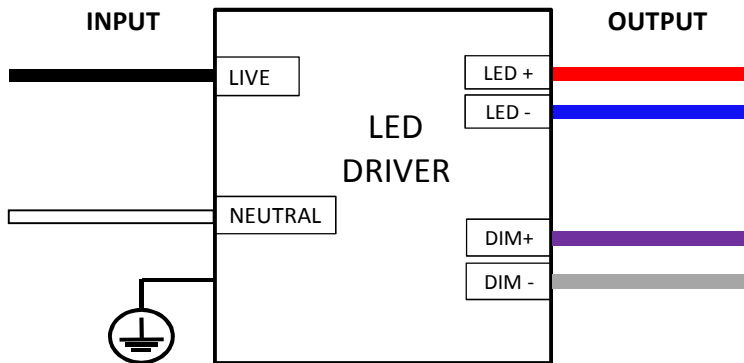 INPUT
OUTPUT
LIVE
LED +
LED -
LED
DRIVER
NEUTRAL
DIM+
DIM -